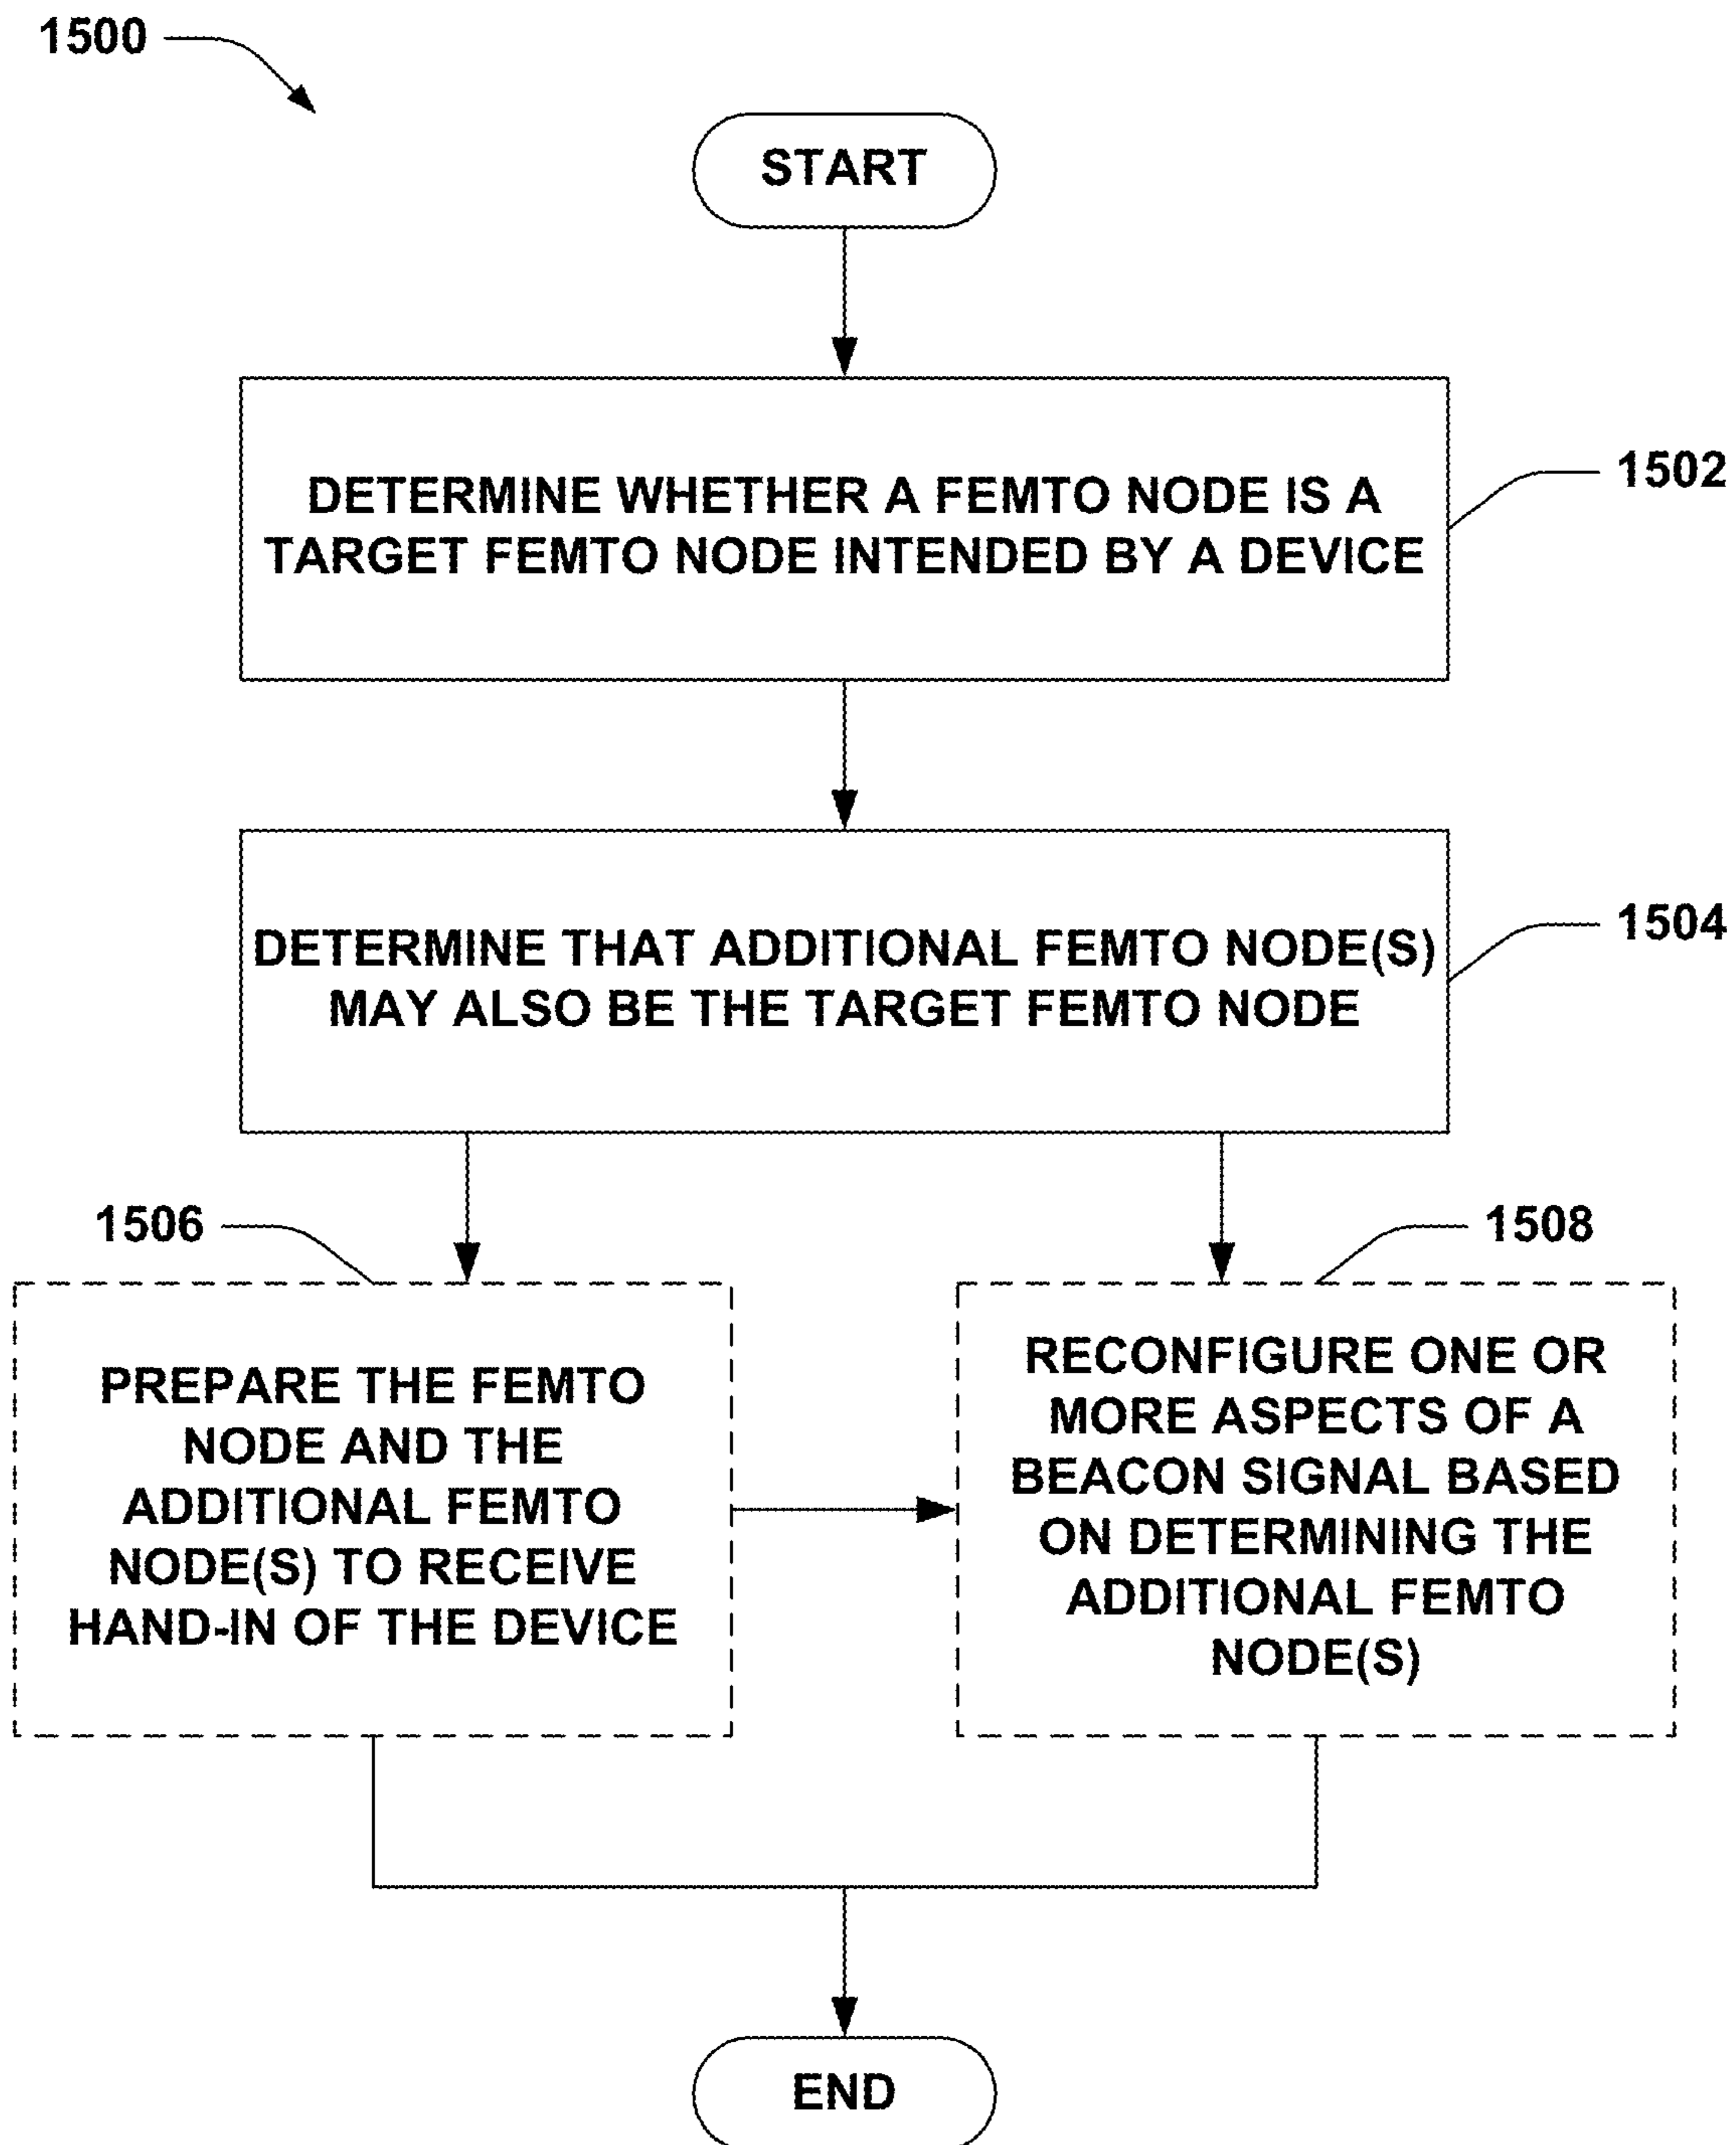 1500
START
DETERMINE WHETHER A FEMTO NODE IS A
TARGET FEMTO NODE INTENDED BY A DEVICE
1502
DETERMINE THAT ADDITIONAL FEMTO NODE(S)
MAY ALSO BE THE TARGET FEMTO NODE
1504
1506
PREPARE THE FEMTO
NODE AND THE
ADDITIONAL FEMTO
NODE(S) TO RECEIVE
HAND-IN OF THE DEVICE
1508
RECONFIGURE ONE OR
MORE ASPECTS OF A
BEACON SIGNAL BASED
ON DETERMINING THE
ADDITIONAL FEMTO
NODE(S)
END